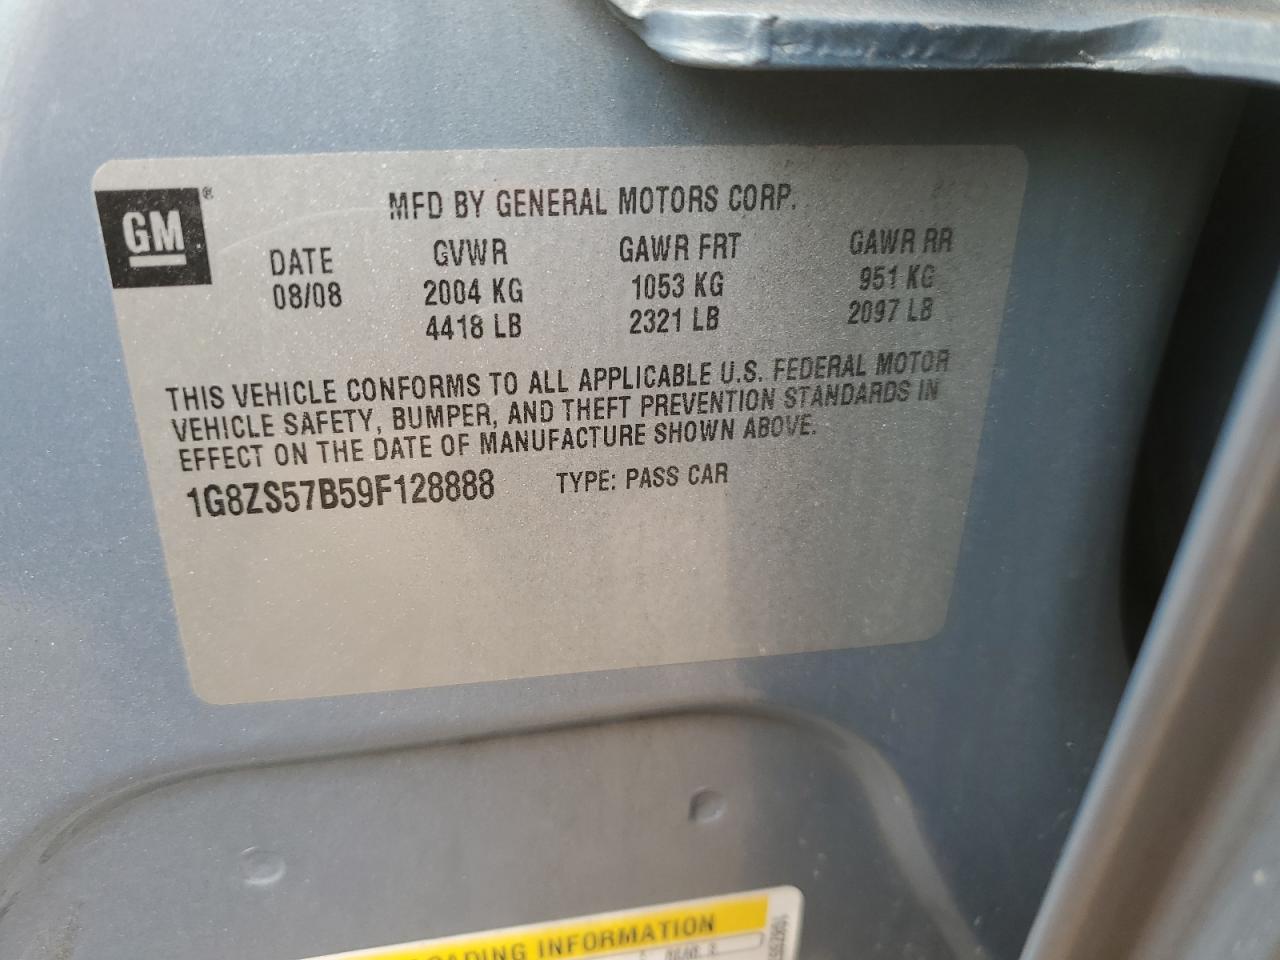 GM®
MFD BY GENERAL MOTORS CORP.
DATE GVWR GAWR FRT GAWR RR
08/08 2004 KG 1053 KG 951 KG
4418 LB 2321 LB 2097 LB
THIS VEHICLE CONFORMS TO ALL APPLICABLE U.S. FEDERAL MOTOR
VEHICLE SAFETY, BUMPER, AND THEFT PREVENTION STANDARDS IN
EFFECT ON THE DATE OF MANUFACTURE SHOWN ABOVE.
1G8ZS57B59F128888 TYPE: PASS CAR
OADING INFORMATION